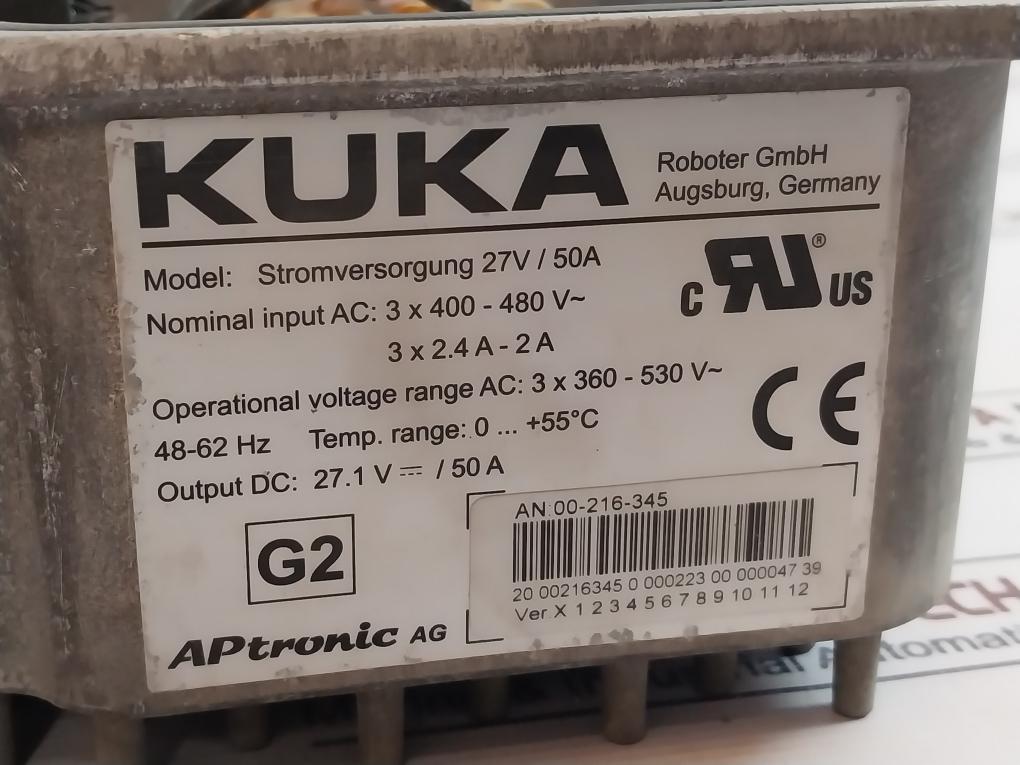 KUKA
Roboter GmbH
Augsburg, Germany
Model: Stromversorgung 27V / 50A
Nominal input AC: 3 x 400 - 480 V~
3 x 2.4 A - 2 A
Operational voltage range AC: 3 x 360 - 530 V~
48-62 Hz Temp. range: 0 ... +55°C
Output DC: 27.1 V ⎓ / 50 A
C RU ® US
CE
G2
APtronic AG
AN:00-216-345
20 00216345 0 000223 00 000047 39
Ver. X 1 2 3 4 5 6 7 8 9 10 11 12